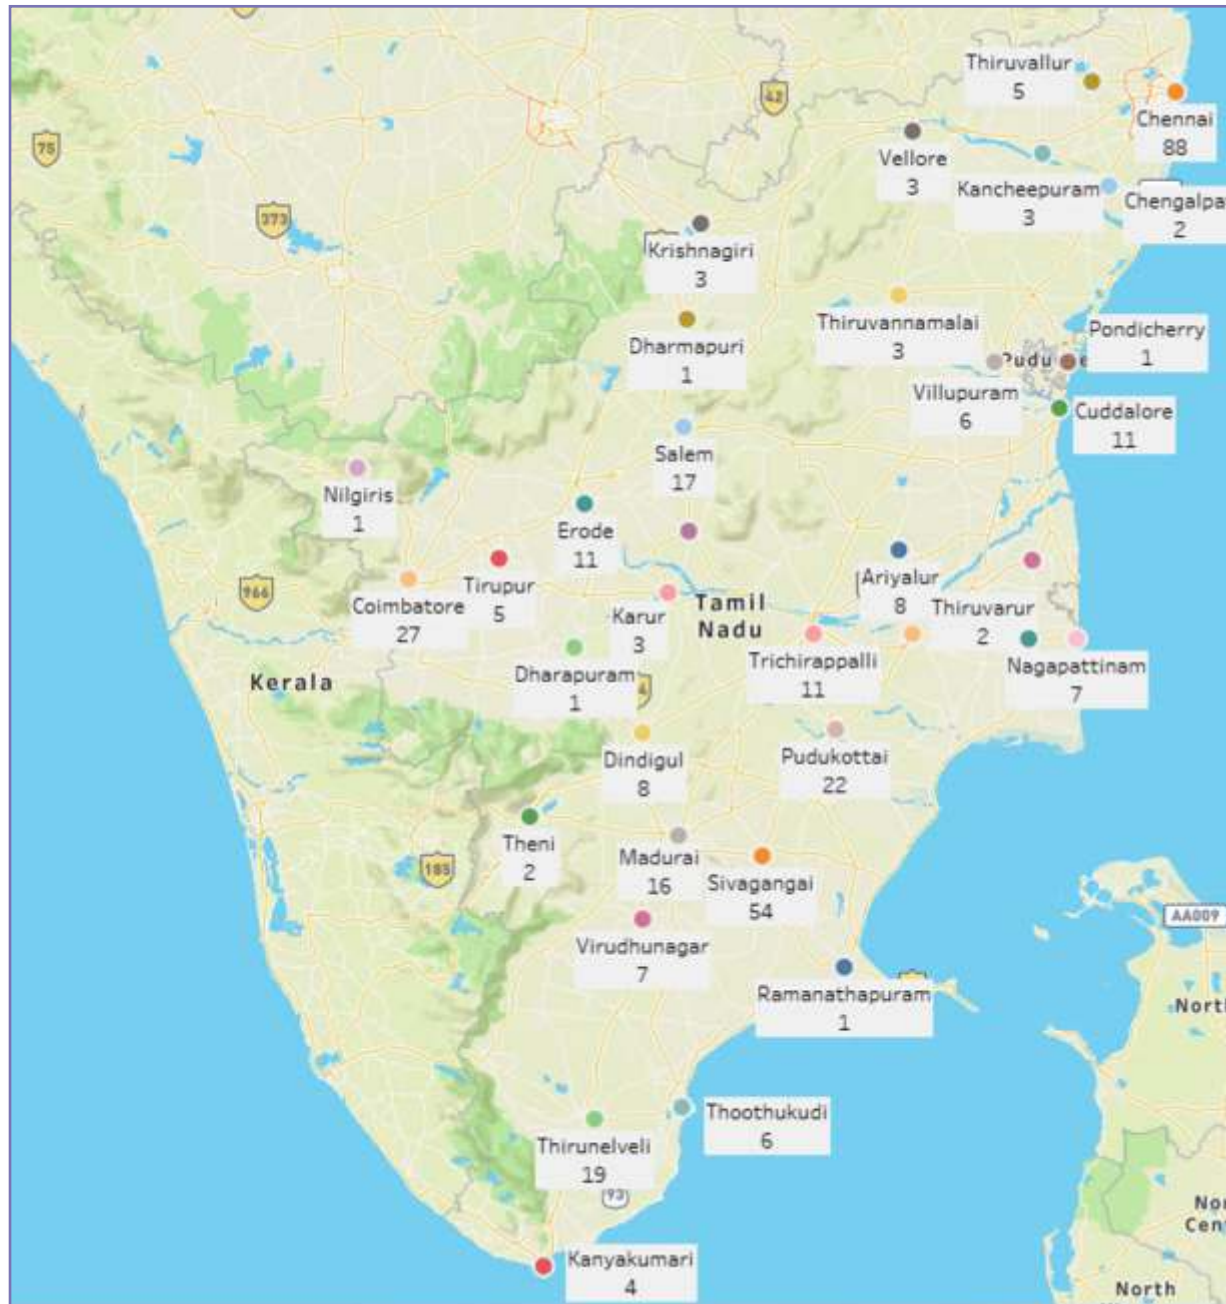 42
Thiruvallur
5
Chennai
88
75
Vellore
3
Kancheepuram
3
2
373
Krishnagiri
3
Thiruvannamalai
3
Pondicherry
1
Dharmapuri
1
Villupuram
6
Cuddalore
11
Salem
17
Nilgiris
1
Erode
11
Ariyalur
8
Tirupur
5
966
Coimbatore
27
Tamil
Nadu
Karur
3
Thiruvarur
2
Trichirappalli
11
Nagapattinam
7
Kerala
Dharapuram
1
Dindigul
8
Pudukottai
22
Theni
2
Madurai
16
185
Sivagangai
54
AA009
Virudhunagar
7
Ramanathapuram
1
Thoothukudi
6
Thirunelveli
19
93
Kanyakumari
4
North